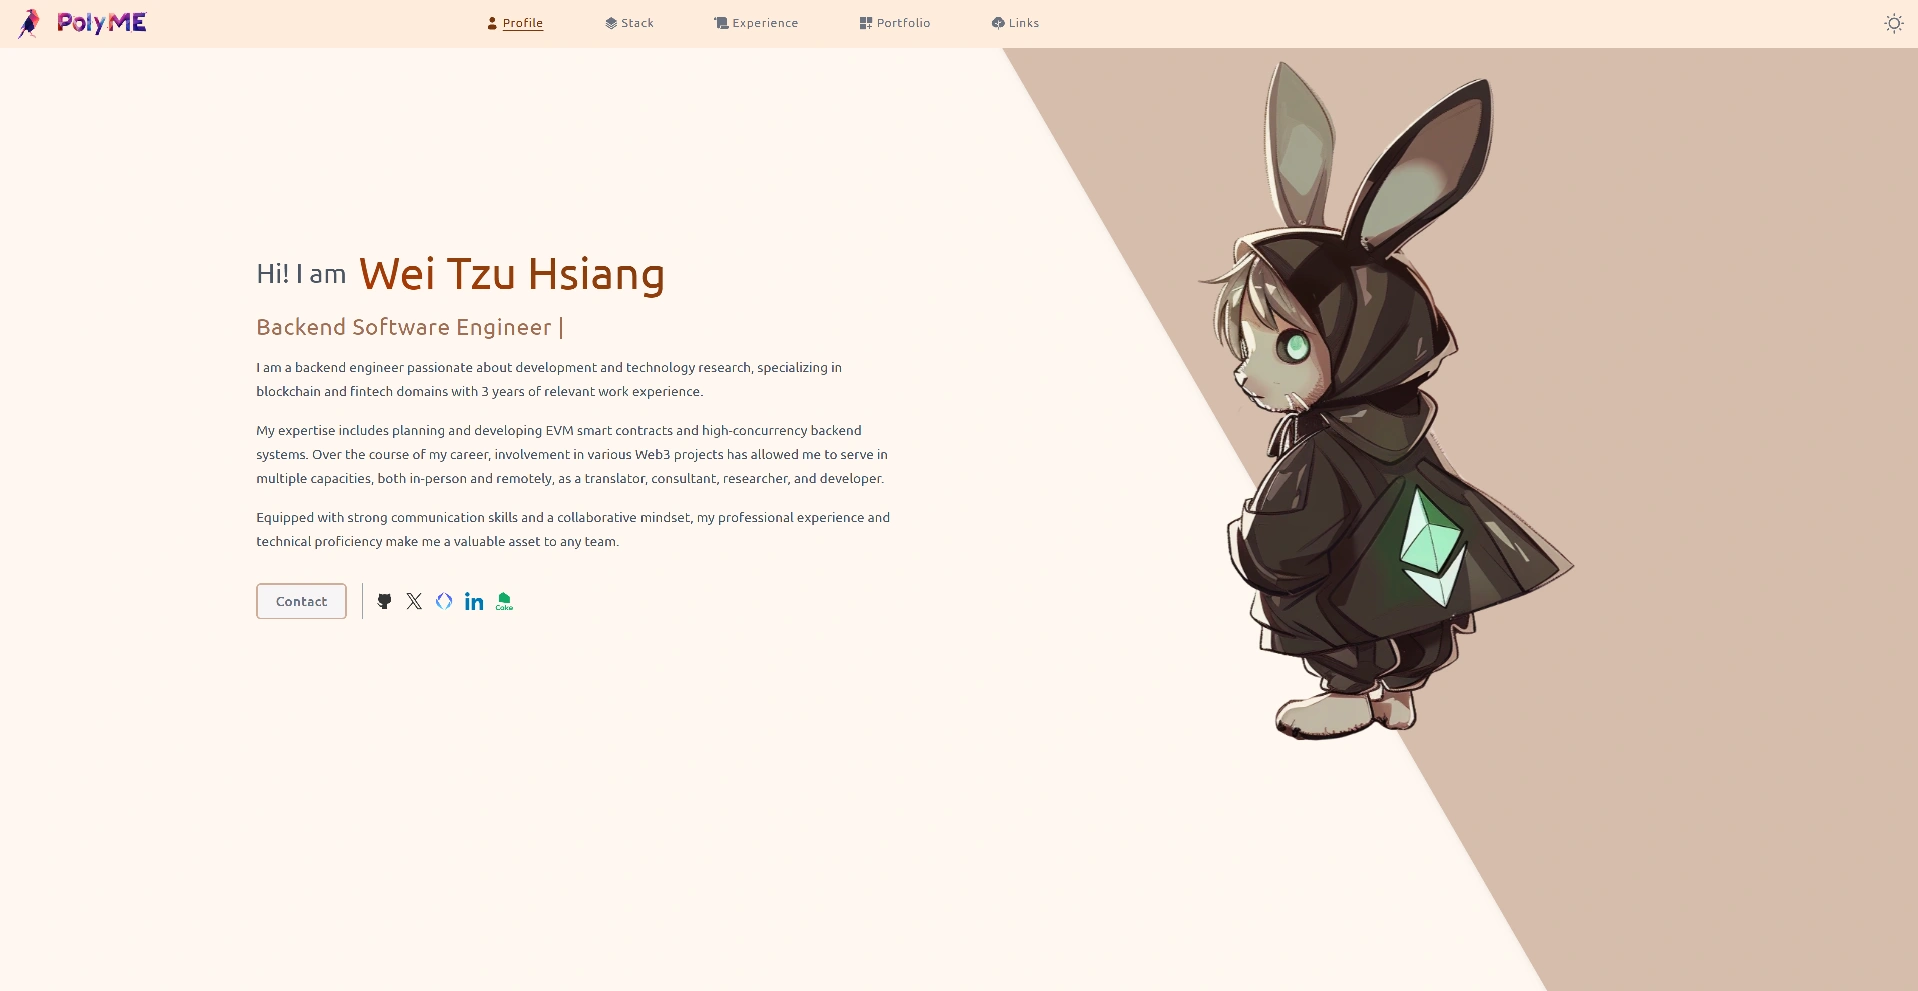 PolyME
Profile
Stack
Experience
Portfolio
Links
Hi! I am Wei Tzu Hsiang
Backend Software Engineer |
I am a backend engineer passionate about development and technology research, specializing in
blockchain and fintech domains with 3 years of relevant work experience.
My expertise includes planning and developing EVM smart contracts and high-concurrency backend
systems. Over the course of my career, involvement in various Web3 projects has allowed me to serve in
multiple capacities, both in-person and remotely, as a translator, consultant, researcher, and developer.
Equipped with strong communication skills and a collaborative mindset, my professional experience and
technical proficiency make me a valuable asset to any team.
Contact
in
Cake